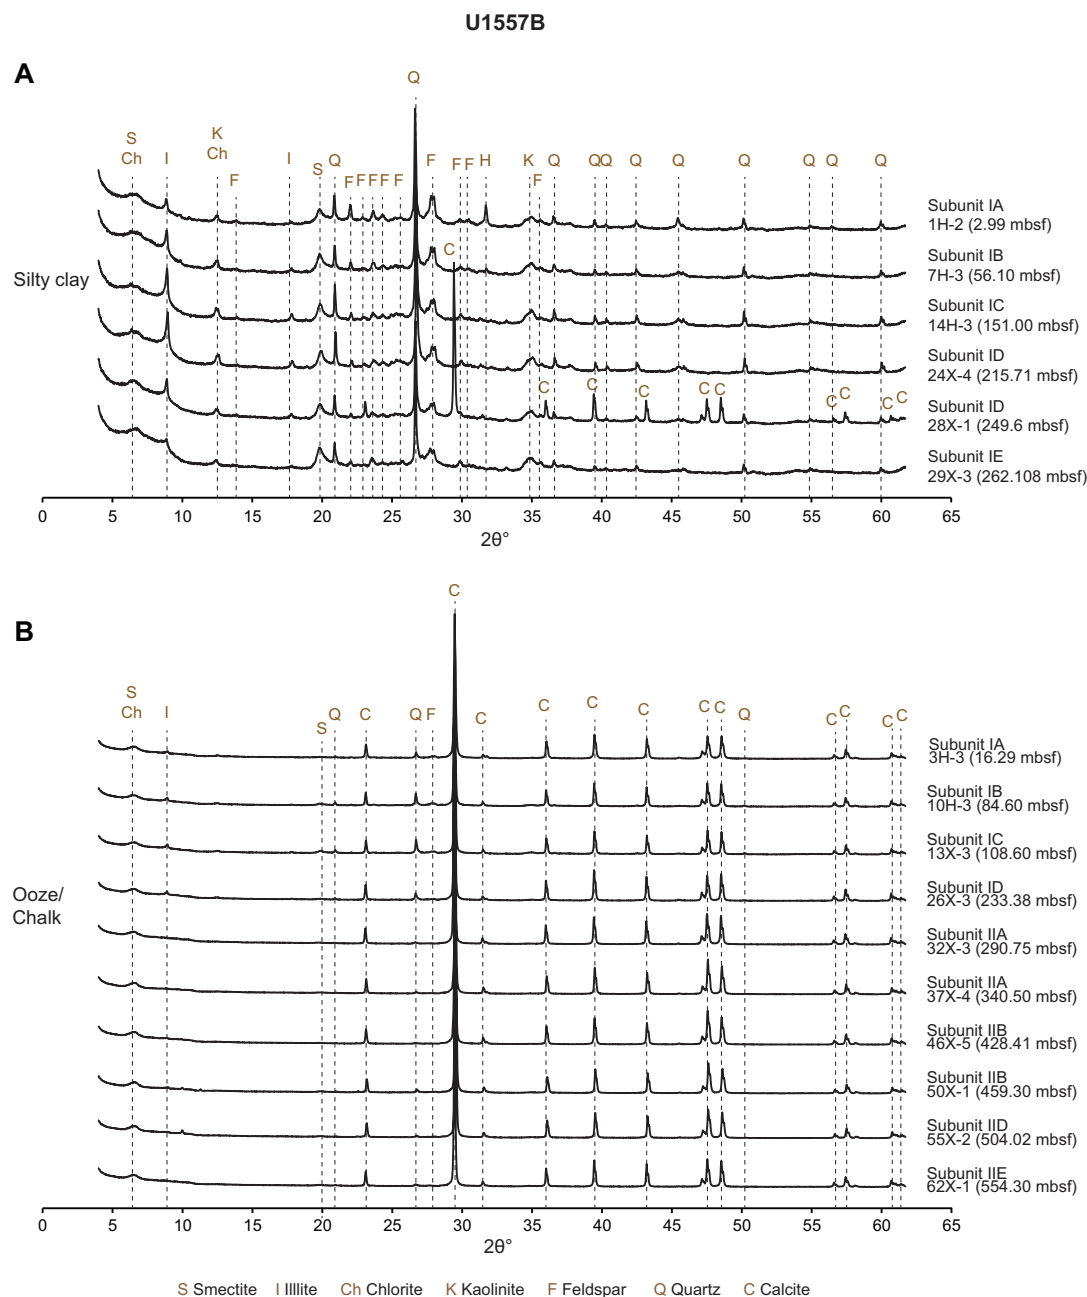 U1557B
A
Q
S
Ch
I
K
Ch
F
I
S
Q
F
F
F
F
F
F
C
F
F
H
K
F
Q
Q
Q
Q
Q
Q
Q
Q
Q
C
C
C
C
C
C
C
C
C
Silty clay
Subunit IA
1H-2 (2.99 mbsf)
Subunit IB
7H-3 (56.10 mbsf)
Subunit IC
14H-3 (151.00 mbsf)
Subunit ID
24X-4 (215.71 mbsf)
Subunit ID
28X-1 (249.6 mbsf)
Subunit IE
29X-3 (262.108 mbsf)
0 5 10 15 20 25 30 35 40 45 50 55 60 65
2θ°
B
C
S
Ch
I
S
Q
C
Q
F
C
C
C
C
C
C
Q
C
C
C
C
Ooze/
Chalk
Subunit IA
3H-3 (16.29 mbsf)
Subunit IB
10H-3 (84.60 mbsf)
Subunit IC
13X-3 (108.60 mbsf)
Subunit ID
26X-3 (233.38 mbsf)
Subunit IIA
32X-3 (290.75 mbsf)
Subunit IIA
37X-4 (340.50 mbsf)
Subunit IIB
46X-5 (428.41 mbsf)
Subunit IIB
50X-1 (459.30 mbsf)
Subunit IID
55X-2 (504.02 mbsf)
Subunit IIE
62X-1 (554.30 mbsf)
0 5 10 15 20 25 30 35 40 45 50 55 60 65
2θ°
S Smectite I Illlite Ch Chlorite K Kaolinite F Feldspar Q Quartz C Calcite